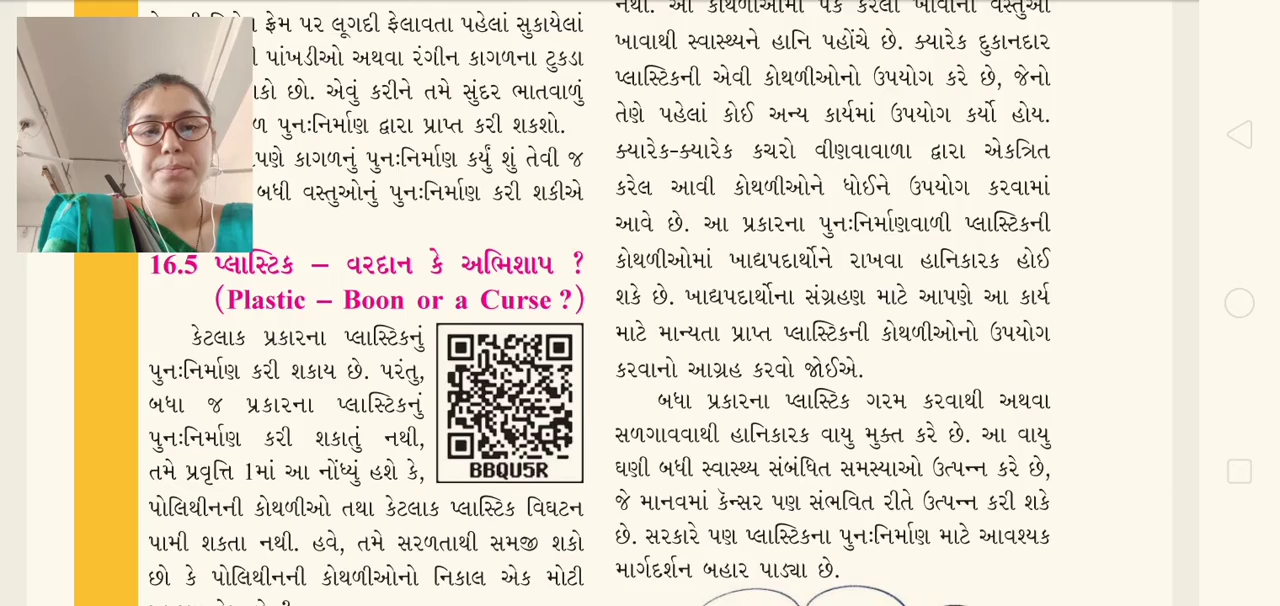 ફ્રેમ પર લૂગદી ફેલાવતા પહેલાં સુકાયેલાં
પાંખડીઓ અથવા રંગીન કાગળના ટુકડા
કો છો. એવું કરીને તમે સુંદર ભાતવાળું
ળ પુનઃનિર્માણ દ્વારા પ્રાપ્ત કરી શકશો.
પણે કાગળનું પુનઃનિર્માણ કર્યું શું તેવી જ
બધી વસ્તુઓનું પુનઃનિર્માણ કરી શકીએ
16.5 પ્લાસ્ટિક – વરદાન કે અભિશાપ ?
(Plastic – Boon or a Curse ?)
કેટલાક પ્રકારના પ્લાસ્ટિકનું
પુનઃનિર્માણ કરી શકાય છે. પરંતુ,
બધા જ પ્રકારના પ્લાસ્ટિકનું
પુનઃનિર્માણ કરી શકાતું નથી,
તમે પ્રવૃત્તિ 1માં આ નોંધ્યું હશે કે,
BBQU5R
પોલિથીનની કોથળીઓ તથા કેટલાક પ્લાસ્ટિક વિઘટન
પામી શકતા નથી. હવે, તમે સરળતાથી સમજી શકો
છો કે પોલિથીનની કોથળીઓનો નિકાલ એક મોટી
નથી. આ કોથળીઓમાં પેક કરેલી ખાવાની વસ્તુઓ
ખાવાથી સ્વાસ્થ્યને હાનિ પહોંચે છે. ક્યારેક દુકાનદાર
પ્લાસ્ટિકની એવી કોથળીઓનો ઉપયોગ કરે છે, જેનો
તેણે પહેલાં કોઈ અન્ય કાર્યમાં ઉપયોગ કર્યો હોય.
ક્યારેક-ક્યારેક કચરો વીણવાવાળા દ્વારા એકત્રિત
કરેલ આવી કોથળીઓને ધોઈને ઉપયોગ કરવામાં
આવે છે. આ પ્રકારના પુનઃનિર્માણવાળી પ્લાસ્ટિકની
કોથળીઓમાં ખાદ્યપદાર્થોને રાખવા હાનિકારક હોઈ
શકે છે. ખાદ્યપદાર્થોના સંગ્રહણ માટે આપણે આ કાર્ય
માટે માન્યતા પ્રાપ્ત પ્લાસ્ટિકની કોથળીઓનો ઉપયોગ
કરવાનો આગ્રહ કરવો જોઈએ.
બધા પ્રકારના પ્લાસ્ટિક ગરમ કરવાથી અથવા
સળગાવવાથી હાનિકારક વાયુ મુક્ત કરે છે. આ વાયુ
ઘણી બધી સ્વાસ્થ્ય સંબંધિત સમસ્યાઓ ઉત્પન્ન કરે છે,
જે માનવમાં કૅન્સર પણ સંભવિત રીતે ઉત્પન્ન કરી શકે
છે. સરકારે પણ પ્લાસ્ટિકના પુનઃનિર્માણ માટે આવશ્યક
માર્ગદર્શન બહાર પાડ્યા છે.